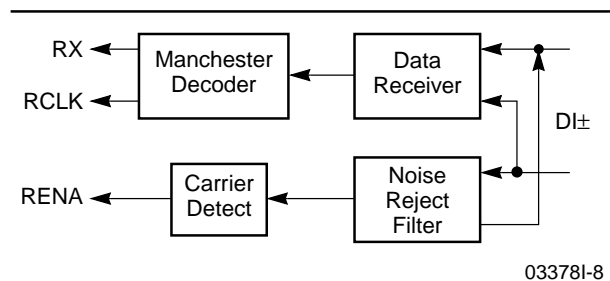 RX
Manchester
Decoder
Data
Receiver
RCLK
DI±
RENA
Carrier
Detect
Noise
Reject
Filter
03378I-8